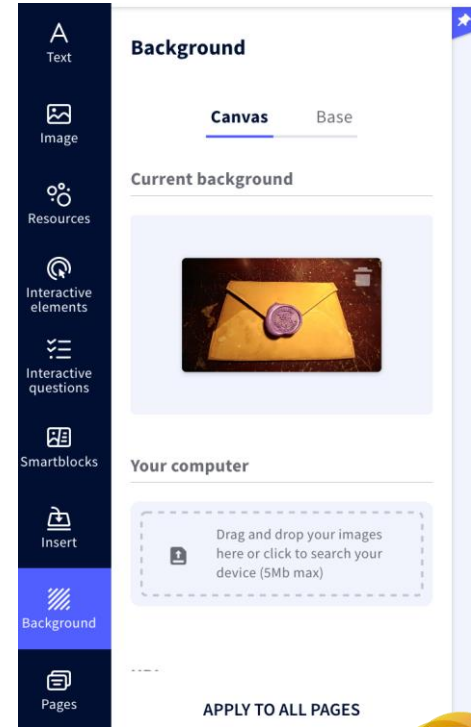 Text
Image
Resources
Interactive
elements
Interactive
questions
Smartblocks
Insert
Background
Pages
Background
Canvas Base
Current background
Your computer
Drag and drop your images
here or click to search your
device (5Mb max)
APPLY TO ALL PAGES